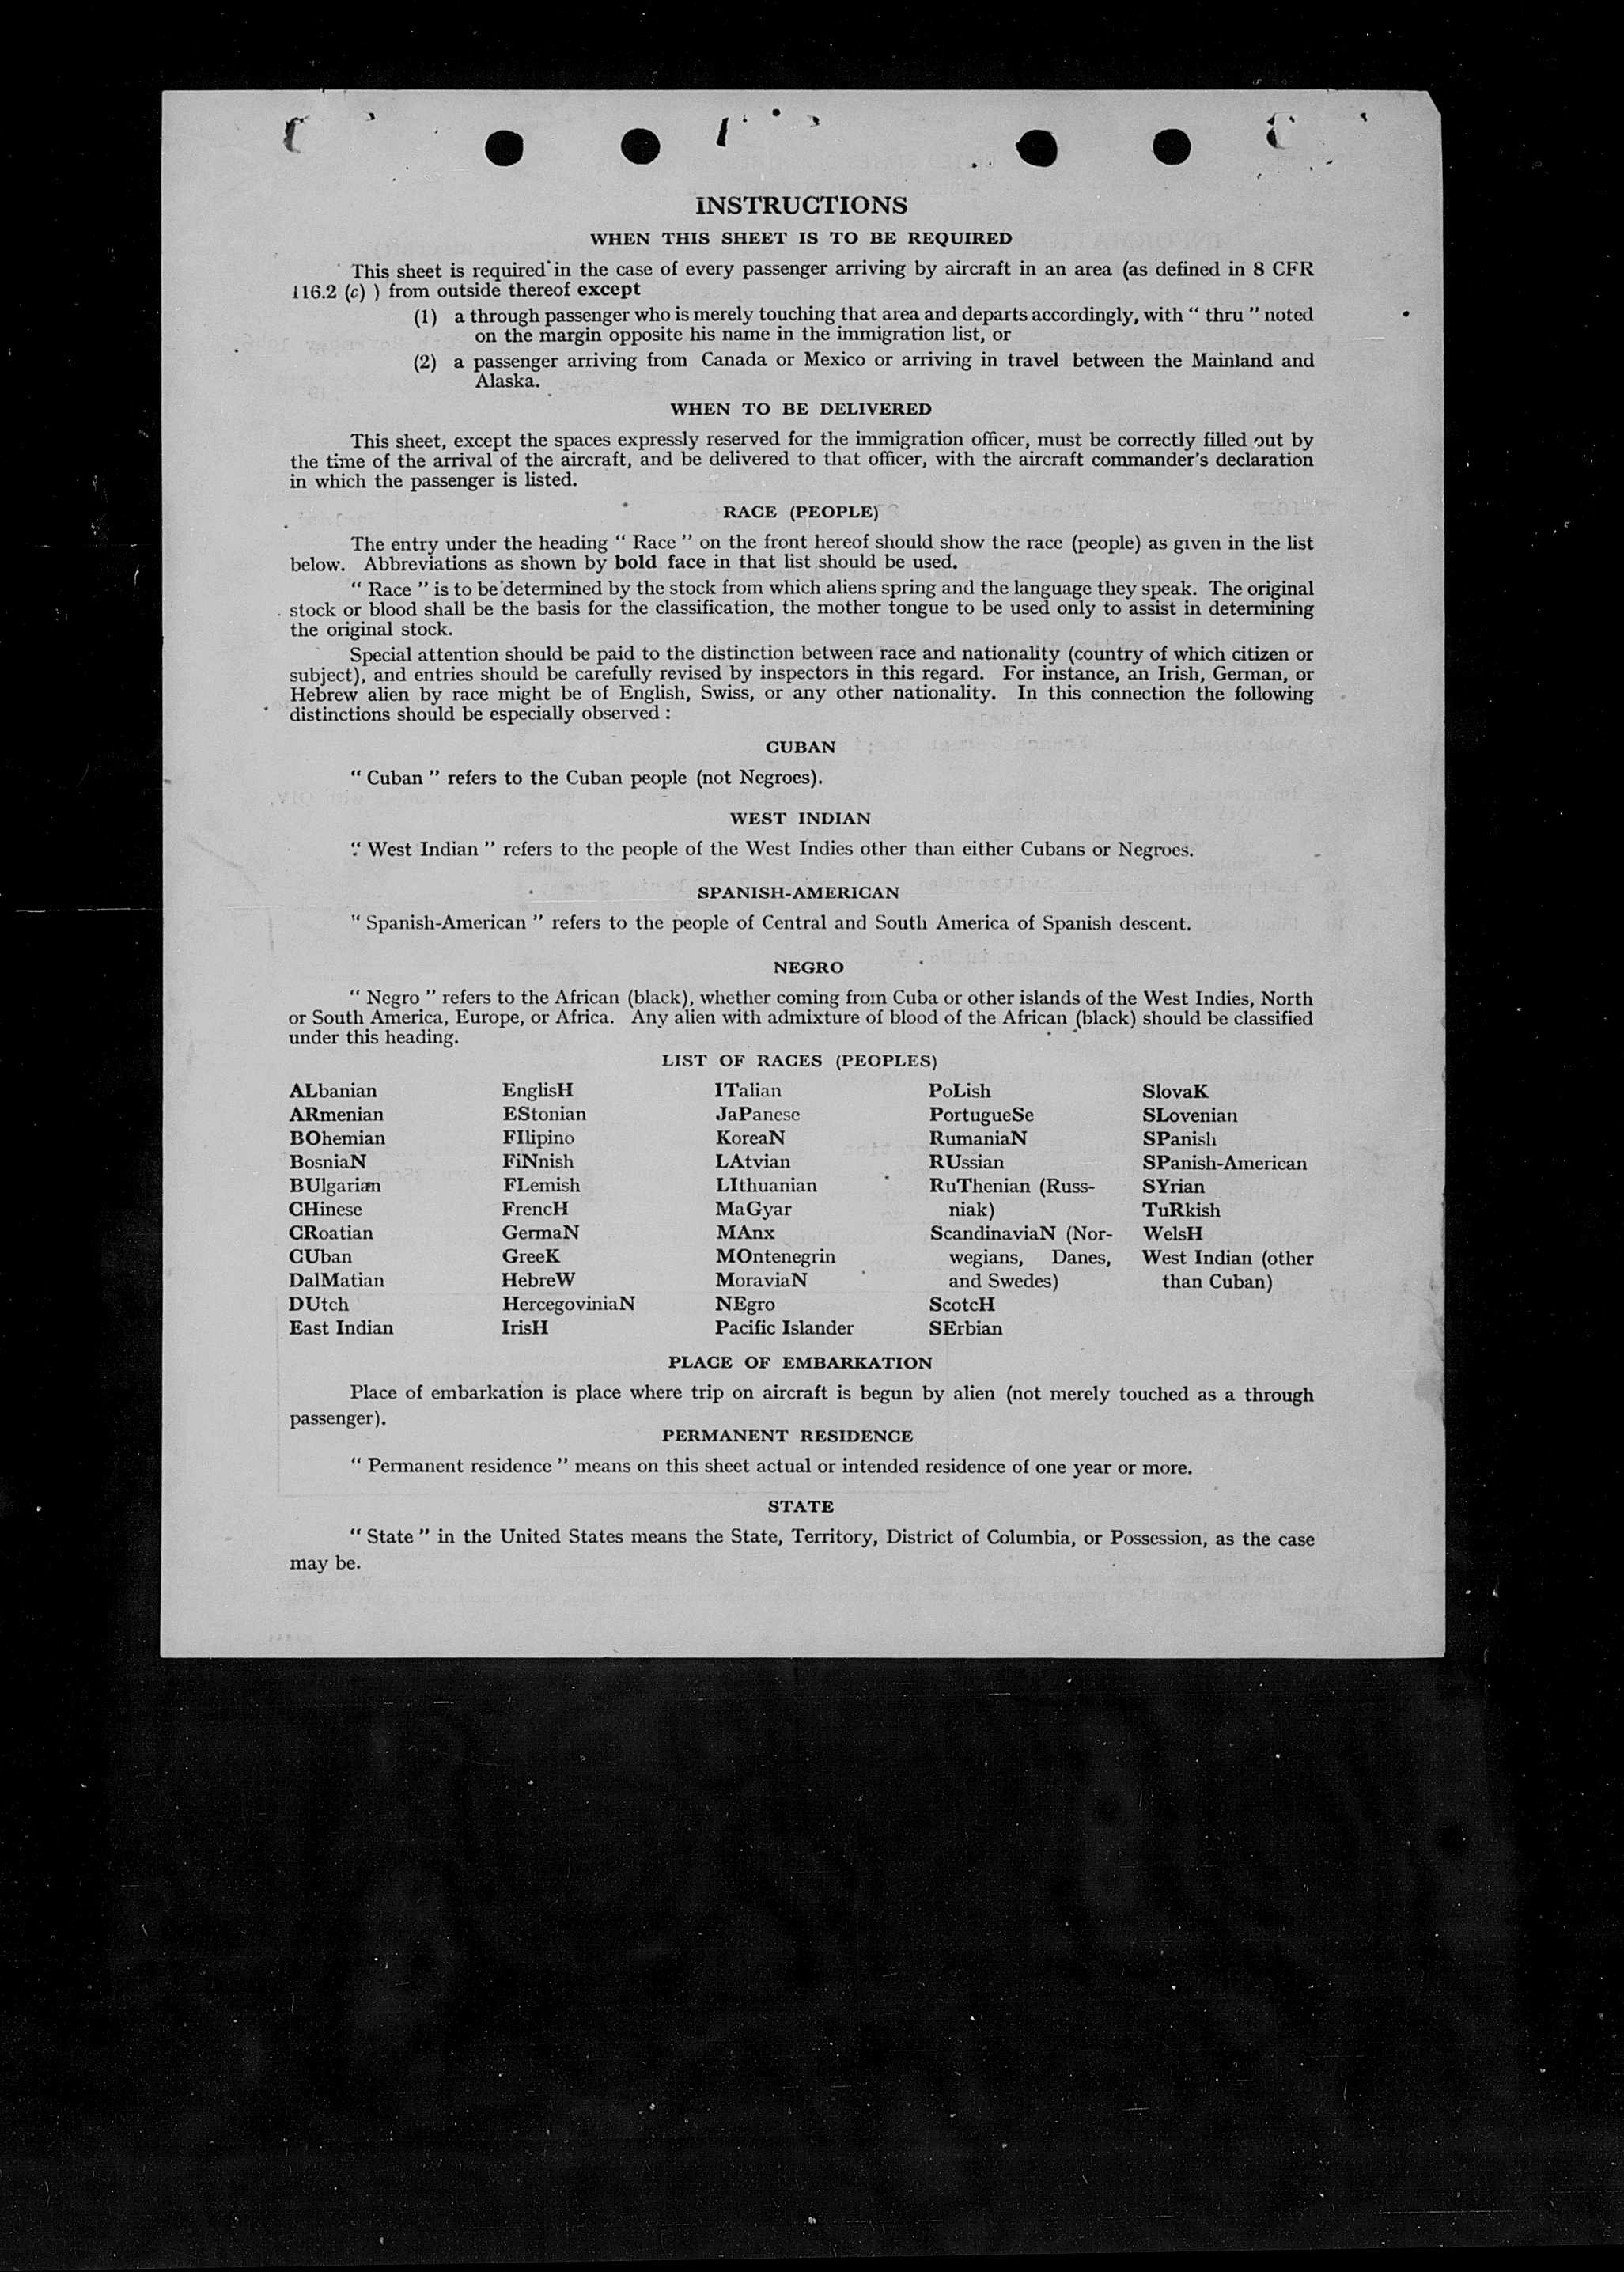 INSTRUCTIONS
WHEN THIS SHEET IS TO BE REQUIRED
This sheet is required in the case of every passenger arriving by aircraft in an area (as defined in 8 CFR
116.2 (c) ) from outside thereof except
(1) a through passenger who is merely touching that area and departs accordingly, with “ thru ” noted
on the margin opposite his name in the immigration list, or
(2) a passenger arriving from Canada or Mexico or arriving in travel between the Mainland and
Alaska.
WHEN TO BE DELIVERED
This sheet, except the spaces expressly reserved for the immigration officer, must be correctly filled out by
the time of the arrival of the aircraft, and be delivered to that officer, with the aircraft commander's declaration
in which the passenger is listed.
RACE (PEOPLE)
The entry under the heading “ Race ” on the front hereof should show the race (people) as given in the list
below. Abbreviations as shown by bold face in that list should be used.
“ Race ” is to be determined by the stock from which aliens spring and the language they speak. The original
stock or blood shall be the basis for the classification, the mother tongue to be used only to assist in determining
the original stock.
Special attention should be paid to the distinction between race and nationality (country of which citizen or
subject), and entries should be carefully revised by inspectors in this regard. For instance, an Irish, German, or
Hebrew alien by race might be of English, Swiss, or any other nationality. In this connection the following
distinctions should be especially observed :
CUBAN
“ Cuban ” refers to the Cuban people (not Negroes).
WEST INDIAN
“ West Indian ” refers to the people of the West Indies other than either Cubans or Negroes.
SPANISH-AMERICAN
“ Spanish-American ” refers to the people of Central and South America of Spanish descent.
NEGRO
“ Negro ” refers to the African (black), whether coming from Cuba or other islands of the West Indies, North
or South America, Europe, or Africa. Any alien with admixture of blood of the African (black) should be classified
under this heading.
LIST OF RACES (PEOPLES)
ALbanian
ARmenian
BOhemian
BosniaN
BUlgarian
CHinese
CRoatian
CUban
DalMatian
DUtch
East Indian
EnglisH
EStonian
FIlipino
FiNnish
FLemish
FrencH
GermaN
GreeK
HebreW
HercegoviniaN
IrisH
ITalian
JaPanese
KoreaN
LAtvian
LIthuanian
MaGyar
MAnx
MOntenegrin
MoraviaN
NEgro
Pacific Islander
PoLish
PortugueSe
RumaniaN
RUssian
RuThenian (Russ-
niak)
ScandinaviaN (Nor-
wegians, Danes,
and Swedes)
ScotcH
SErbian
SlovaK
SLovenian
SPanish
SPanish-American
SYrian
TuRkish
WelsH
West Indian (other
than Cuban)
PLACE OF EMBARKATION
Place of embarkation is place where trip on aircraft is begun by alien (not merely touched as a through
passenger).
PERMANENT RESIDENCE
“ Permanent residence ” means on this sheet actual or intended residence of one year or more.
STATE
“ State ” in the United States means the State, Territory, District of Columbia, or Possession, as the case
may be.